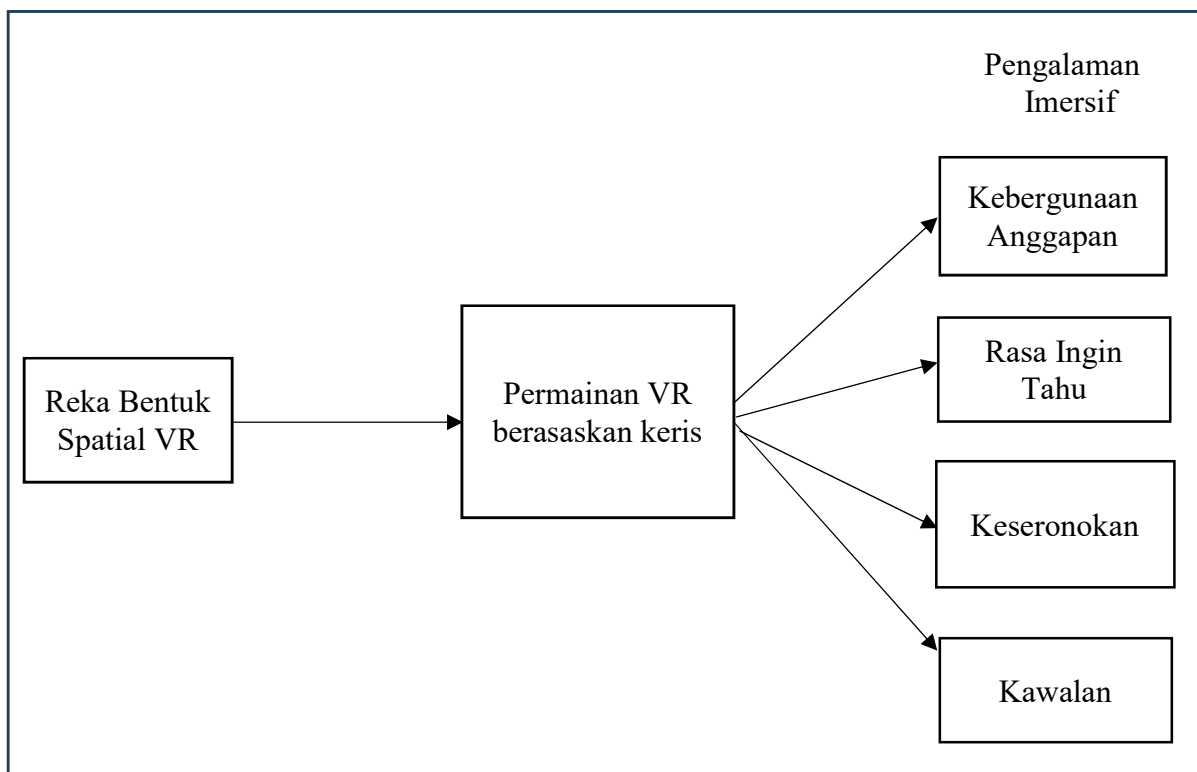 Pengalaman
Imersif
Kebergunaan
Anggapan
Rasa Ingin
Tahu
Reka Bentuk
Spatial VR
Permainan VR
berasaskan keris
Keseronokan
Kawalan